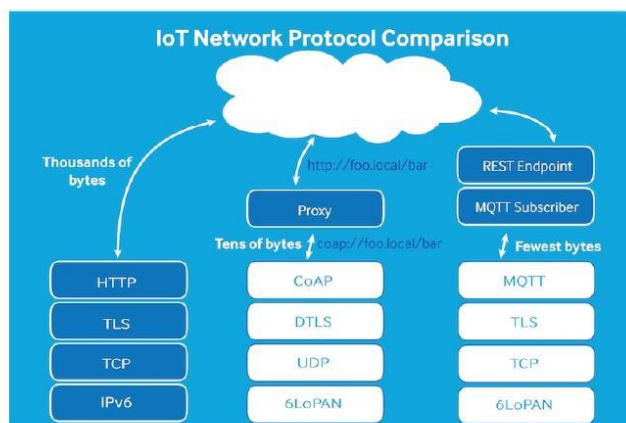 IoT Network Protocol Comparison
Thousands of
bytes
http://foo.local/bar
REST Endpoint
Proxy
MQTT Subscriber
Tens of bytes
coap://foo.local/bar
Fewest bytes
HTTP
CoAP
MQTT
TLS
DTLS
TLS
TCP
UDP
TCP
IPv6
6LoPAN
6LoPAN